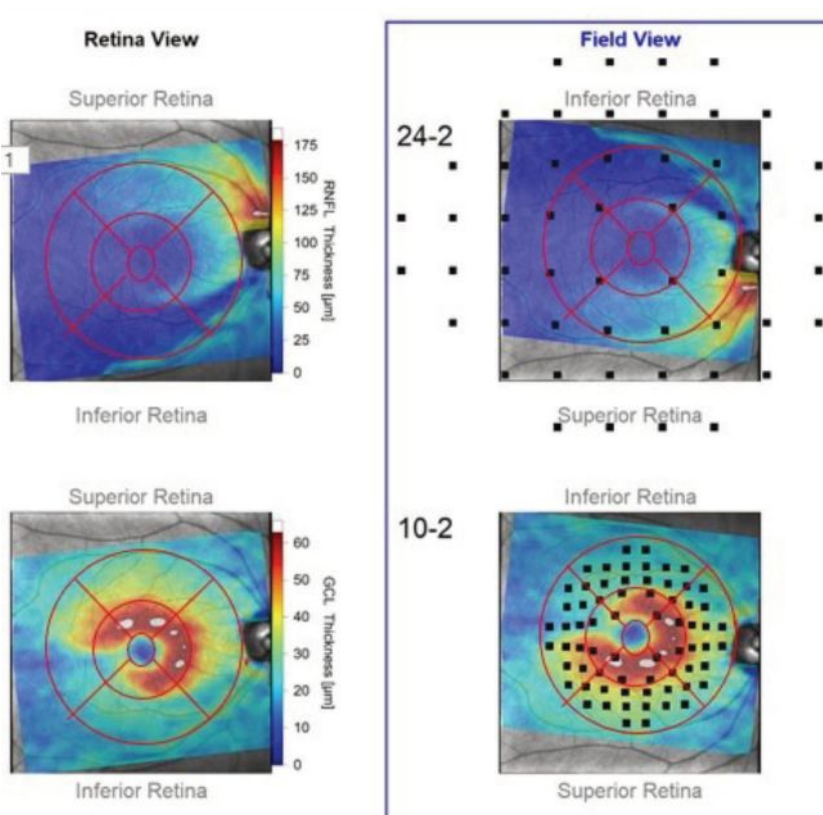 Retina View
Superior Retina
1
175
150
125
100
75
50
25
0
RNFL Thickness [µm]
Inferior Retina
Superior Retina
60
50
40
30
20
10
0
GCL Thickness [µm]
Inferior Retina
Field View
Inferior Retina
24-2
Superior Retina
Inferior Retina
10-2
Superior Retina